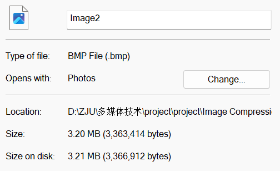 Image2
Type of file: BMP File (.bmp)
Opens with: Photos Change...
Location: D:\ZJU\多媒体技术\project\project\Image Compressi
Size: 3.20 MB (3,363,414 bytes)
Size on disk: 3.21 MB (3,366,912 bytes)